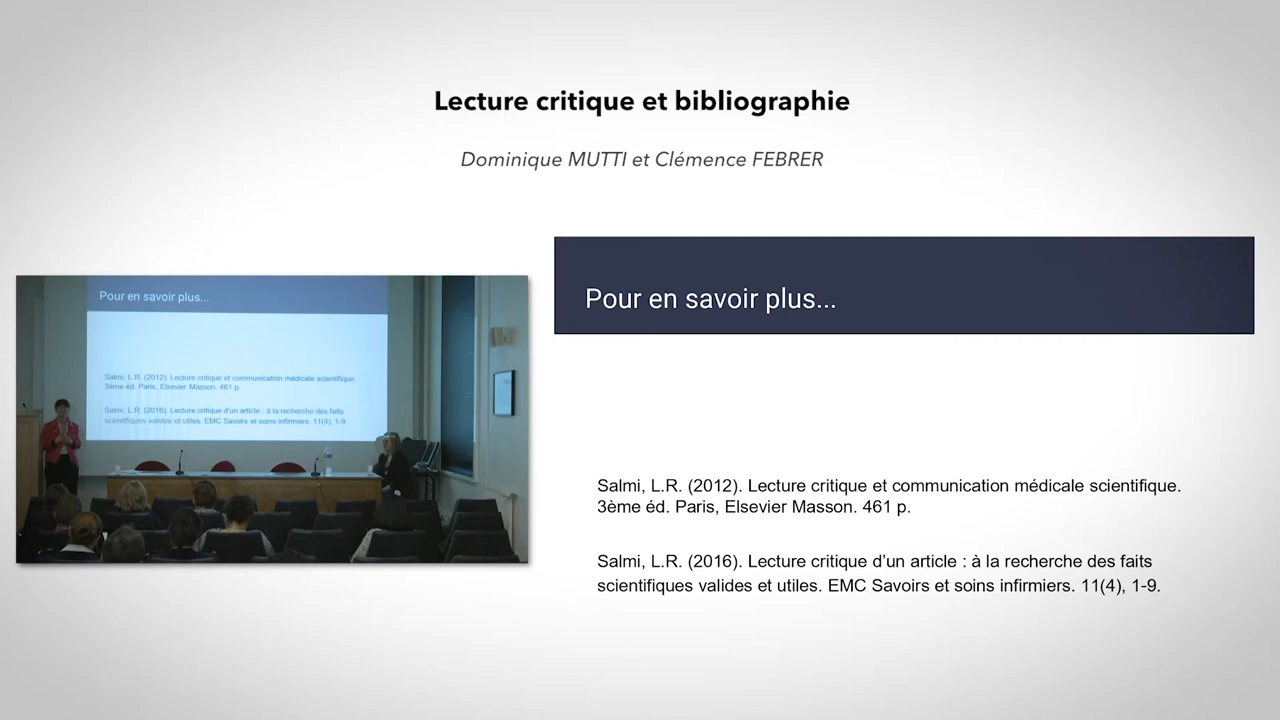 Lecture critique et bibliographie
Dominique MUTTI et Clémence FEBRER
Pour en savoir plus...
Salmi, L.R. (2012). Lecture critique et communication médicale scientifique.
3ème éd. Paris, Elsevier Masson. 461 p.
Salmi, L.R. (2016). Lecture critique d'un article : à la recherche des faits
scientifiques valides et utiles. EMC Savoirs et soins infirmiers. 11(4), 1-9.
Pour en savoir plus...
Salmi, L.R. (2012). Lecture critique et communication médicale scientifique.
3ème éd. Paris, Elsevier Masson. 461 p.
Salmi, L.R. (2016). Lecture critique d’un article : à la recherche des faits
scientifiques valides et utiles. EMC Savoirs et soins infirmiers. 11(4), 1-9.